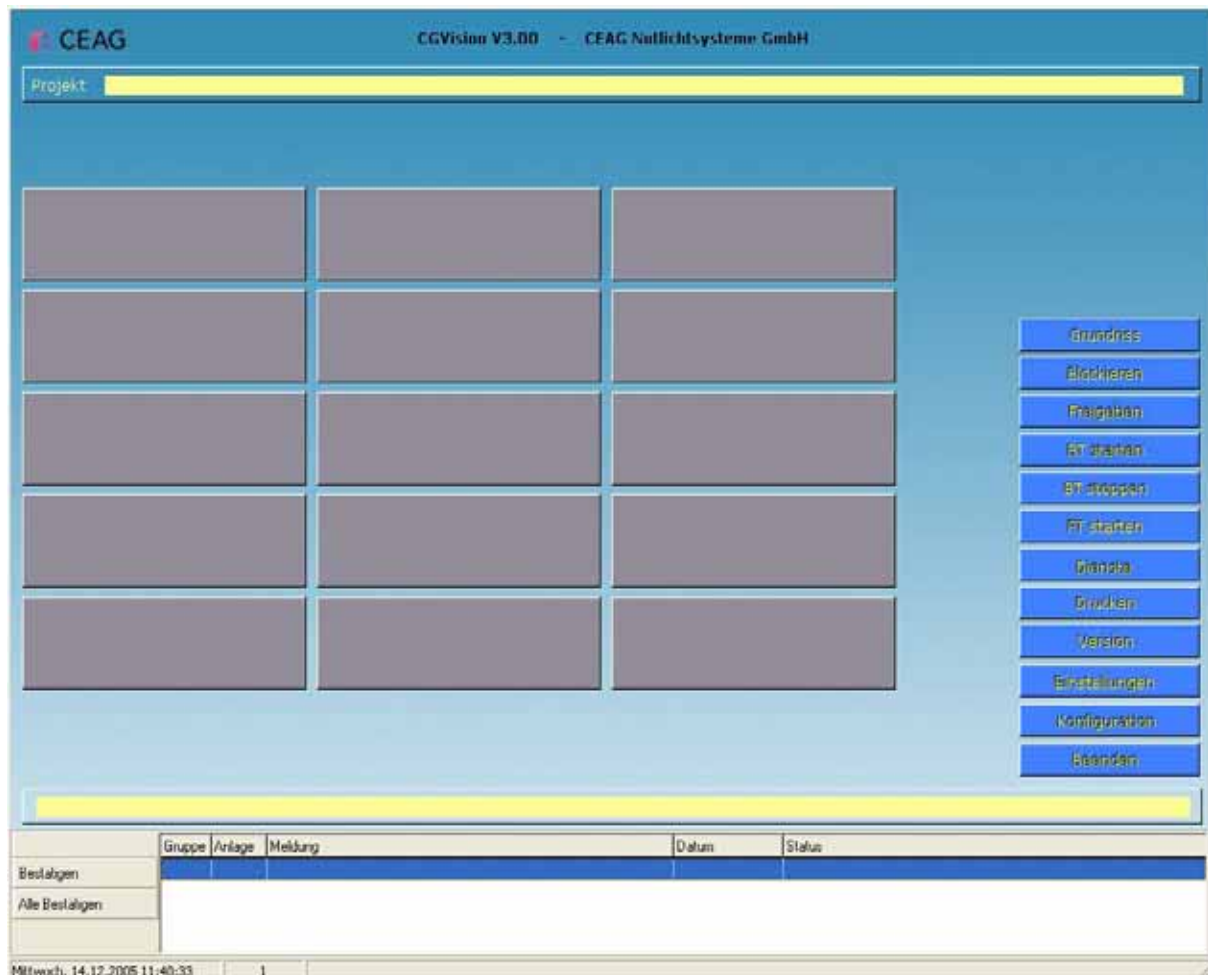 CEAG
CGVision V3.00 - CEAG Notlichtsysteme GmbH
Projekt
Grundriss
Blockieren
Freigeben
BT starten
BT stoppen
FT starten
Dienste
Drucken
Version
Einstellungen
Konfiguration
Beenden
Gruppe Anlage Meldung Datum Status
Bestätigen
Alle Bestätigen
Mittwoch, 14.12.2005 11:40:33 1